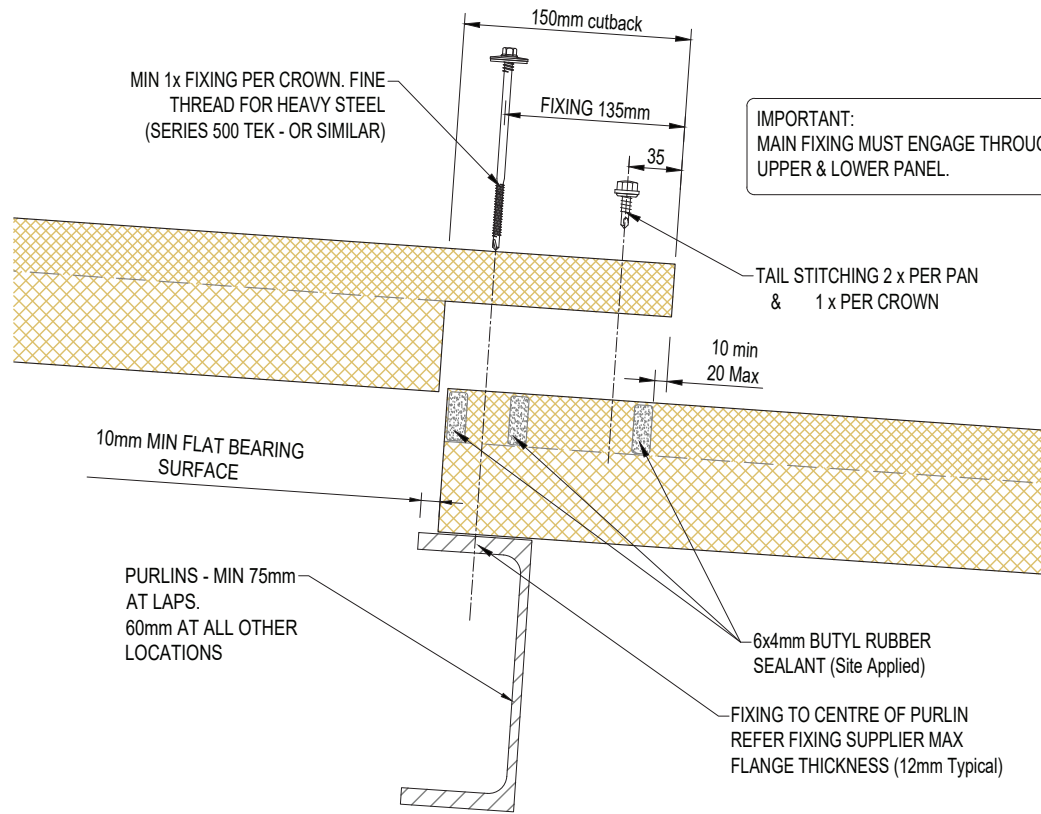 150mm cutback
MIN 1x FIXING PER CROWN. FINE
THREAD FOR HEAVY STEEL
(SERIES 500 TEK - OR SIMILAR)
FIXING 135mm
35
IMPORTANT:
MAIN FIXING MUST ENGAGE THROUG
UPPER & LOWER PANEL.
TAIL STITCHING 2 x PER PAN
& 1 x PER CROWN
10 min
20 Max
10mm MIN FLAT BEARING
SURFACE
PURLINS - MIN 75mm
AT LAPS.
60mm AT ALL OTHER
LOCATIONS
6x4mm BUTYL RUBBER
SEALANT (Site Applied)
FIXING TO CENTRE OF PURLIN
REFER FIXING SUPPLIER MAX
FLANGE THICKNESS (12mm Typical)